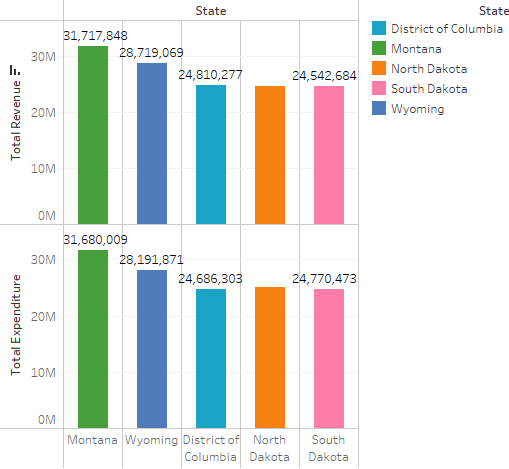 State
State
District of Columbia
Montana
North Dakota
South Dakota
Wyoming
Total Revenue
30M
20M
10M
0M
31,717,848
28,719,069
24,810,277
24,542,684
Total Expenditure
30M
20M
10M
0M
31,680,009
28,191,871
24,686,303
24,770,473
Montana
Wyoming
District of
Columbia
North
Dakota
South
Dakota